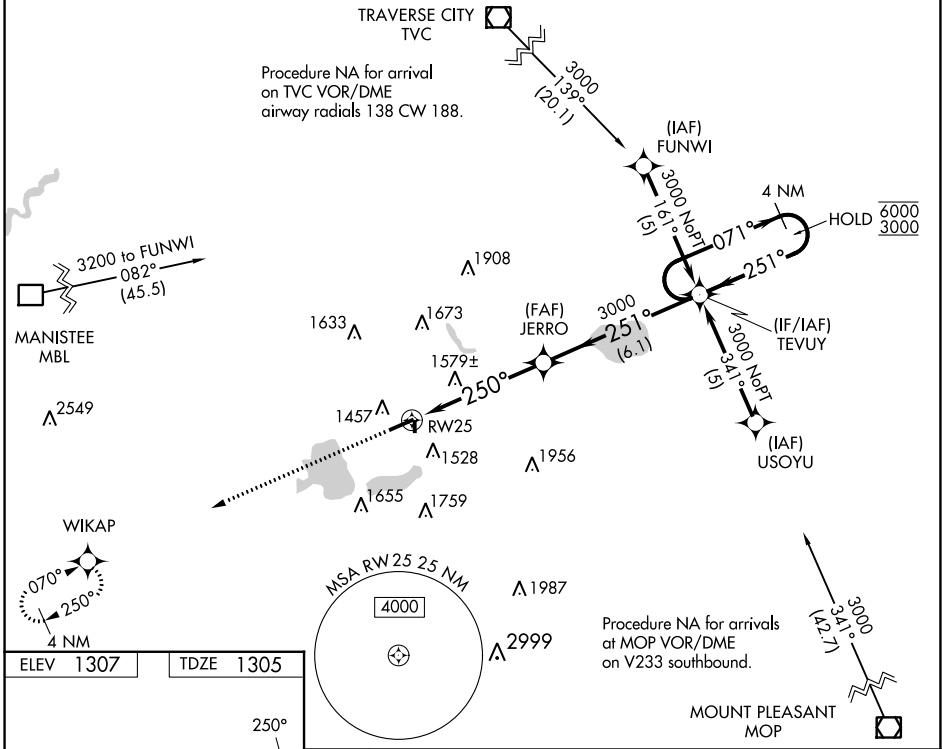 TRAVERSE CITY
TVC
Procedure NA for arrival
on TVC VOR/DME
airway radials 138 CW 188.
3000
139°
(20.1)
(IAF)
FUNWI
3000 NoPT
161°
(5)
4 NM
HOLD
6000
3000
071°
251°
3200 to FUNWI
082°
(45.5)
MANISTEE
MBL
1908
1673
1633
1579±
(FAF)
JERRO
3000
251°
(6.1)
(IF/IAF)
TEVUY
3000 NoPT
341°
(5)
(IAF)
USOYU
250°
2549
1457
RW25
1528
1956
1655
1759
WIKAP
070°
250°
4 NM
MSA RW25 25 NM
4000
1987
2999
Procedure NA for arrivals
at MOP VOR/DME
on V233 southbound.
3000
341°
(42.7)
MOUNT PLEASANT
MOP
ELEV 1307
TDZE 1305
250°